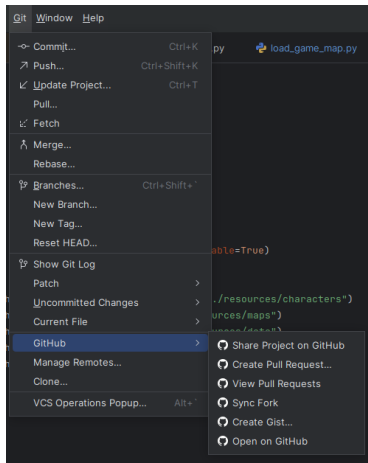 Git Window Help
Commit... Ctrl+K
.py load_game_map.py
Push... Ctrl+Shift+K
Update Project... Ctrl+T
Pull...
Fetch
Merge...
Rebase...
Branches... Ctrl+Shift+`
New Branch...
New Tag...
Reset HEAD...
able=True)
Show Git Log
Patch
Uncommitted Changes
./resources/characters")
Current File
urces/maps")
urces/data")
GitHub
Share Project on GitHub
Manage Remotes...
Create Pull Request...
Clone...
View Pull Requests
VCS Operations Popup... Alt+`
Sync Fork
Create Gist...
Open on GitHub